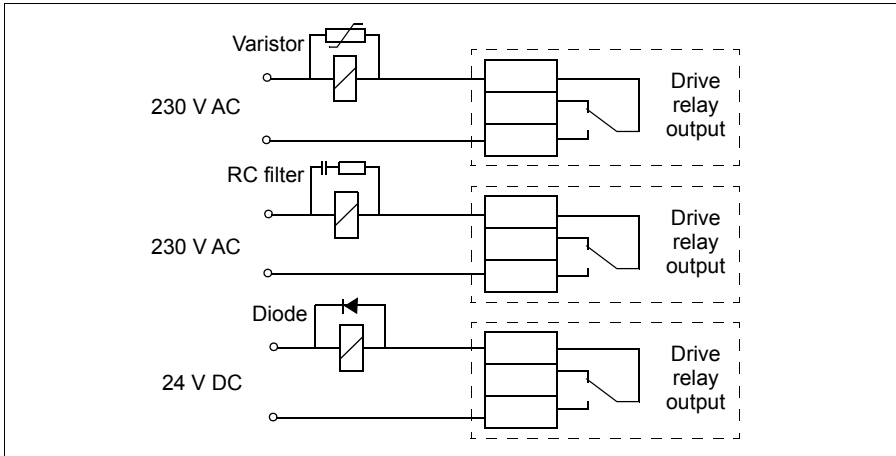 Varistor
230 V AC
Drive
relay
output
RC filter
230 V AC
Drive
relay
output
Diode
24 V DC
Drive
relay
output